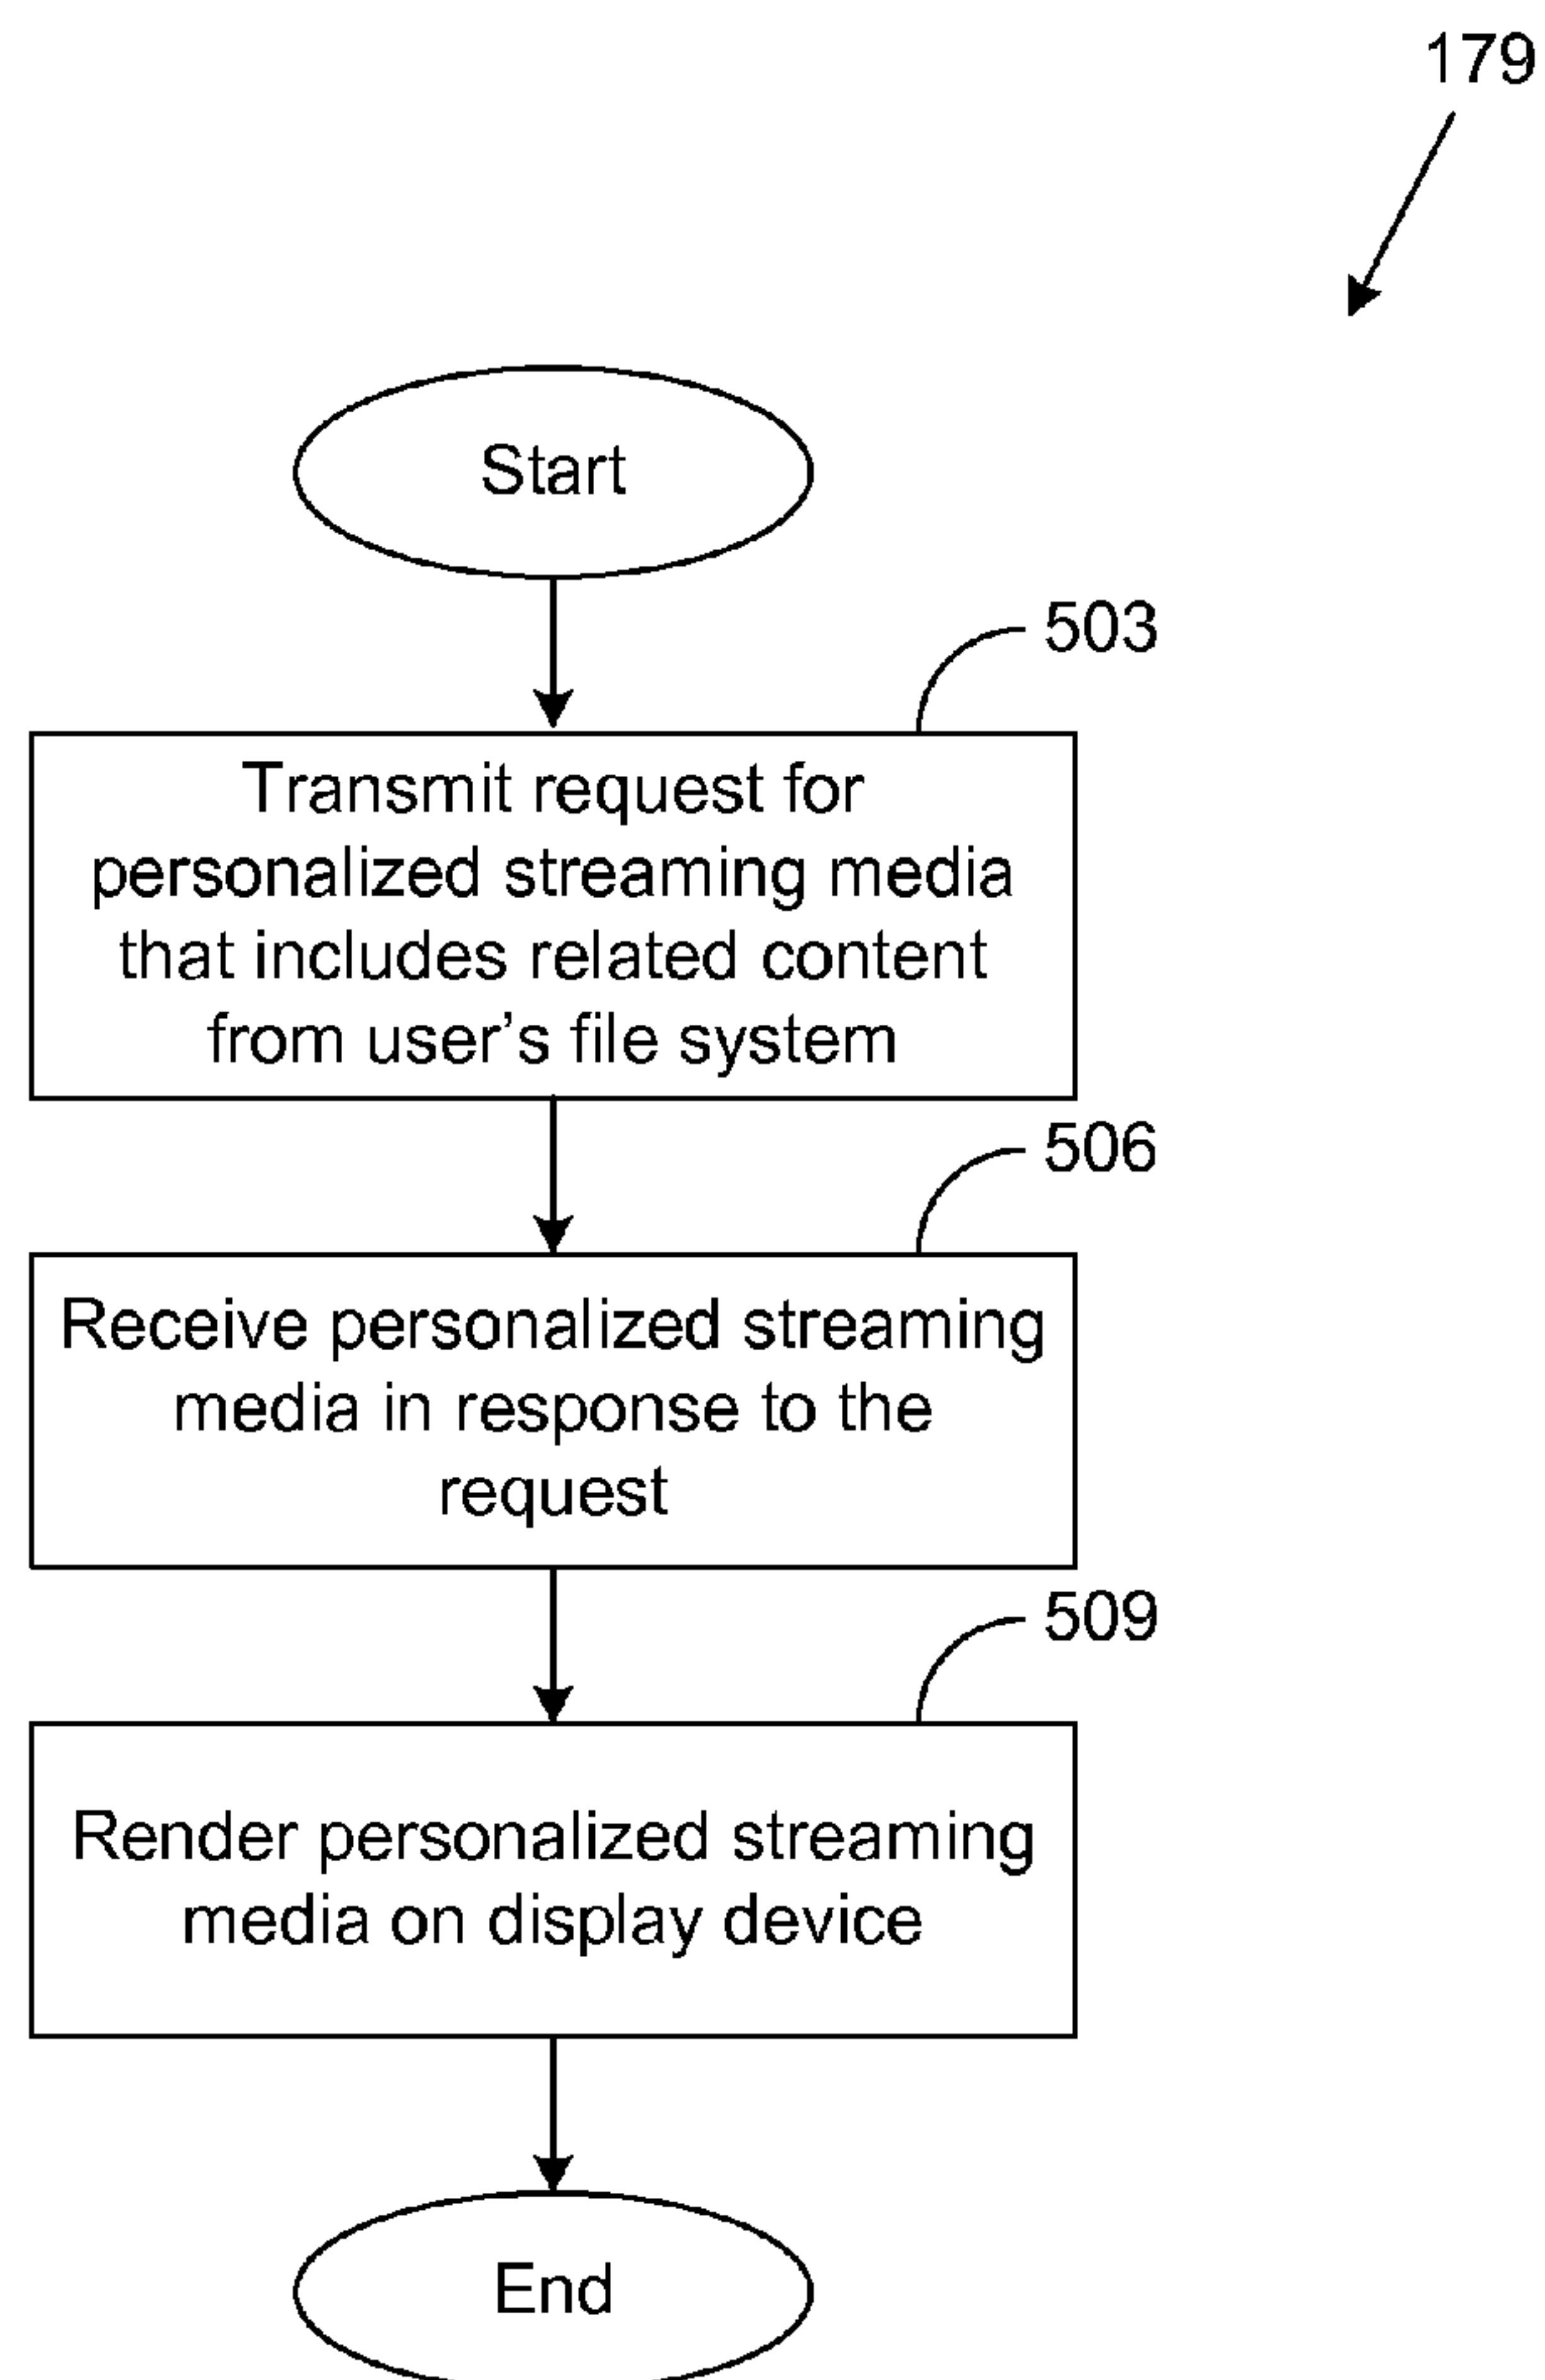 179
Start
503
Transmit request for
personalized streaming media
that includes related content
from user's file system
506
Receive personalized streaming
media in response to the
request
509
Render personalized streaming
media on display device
End